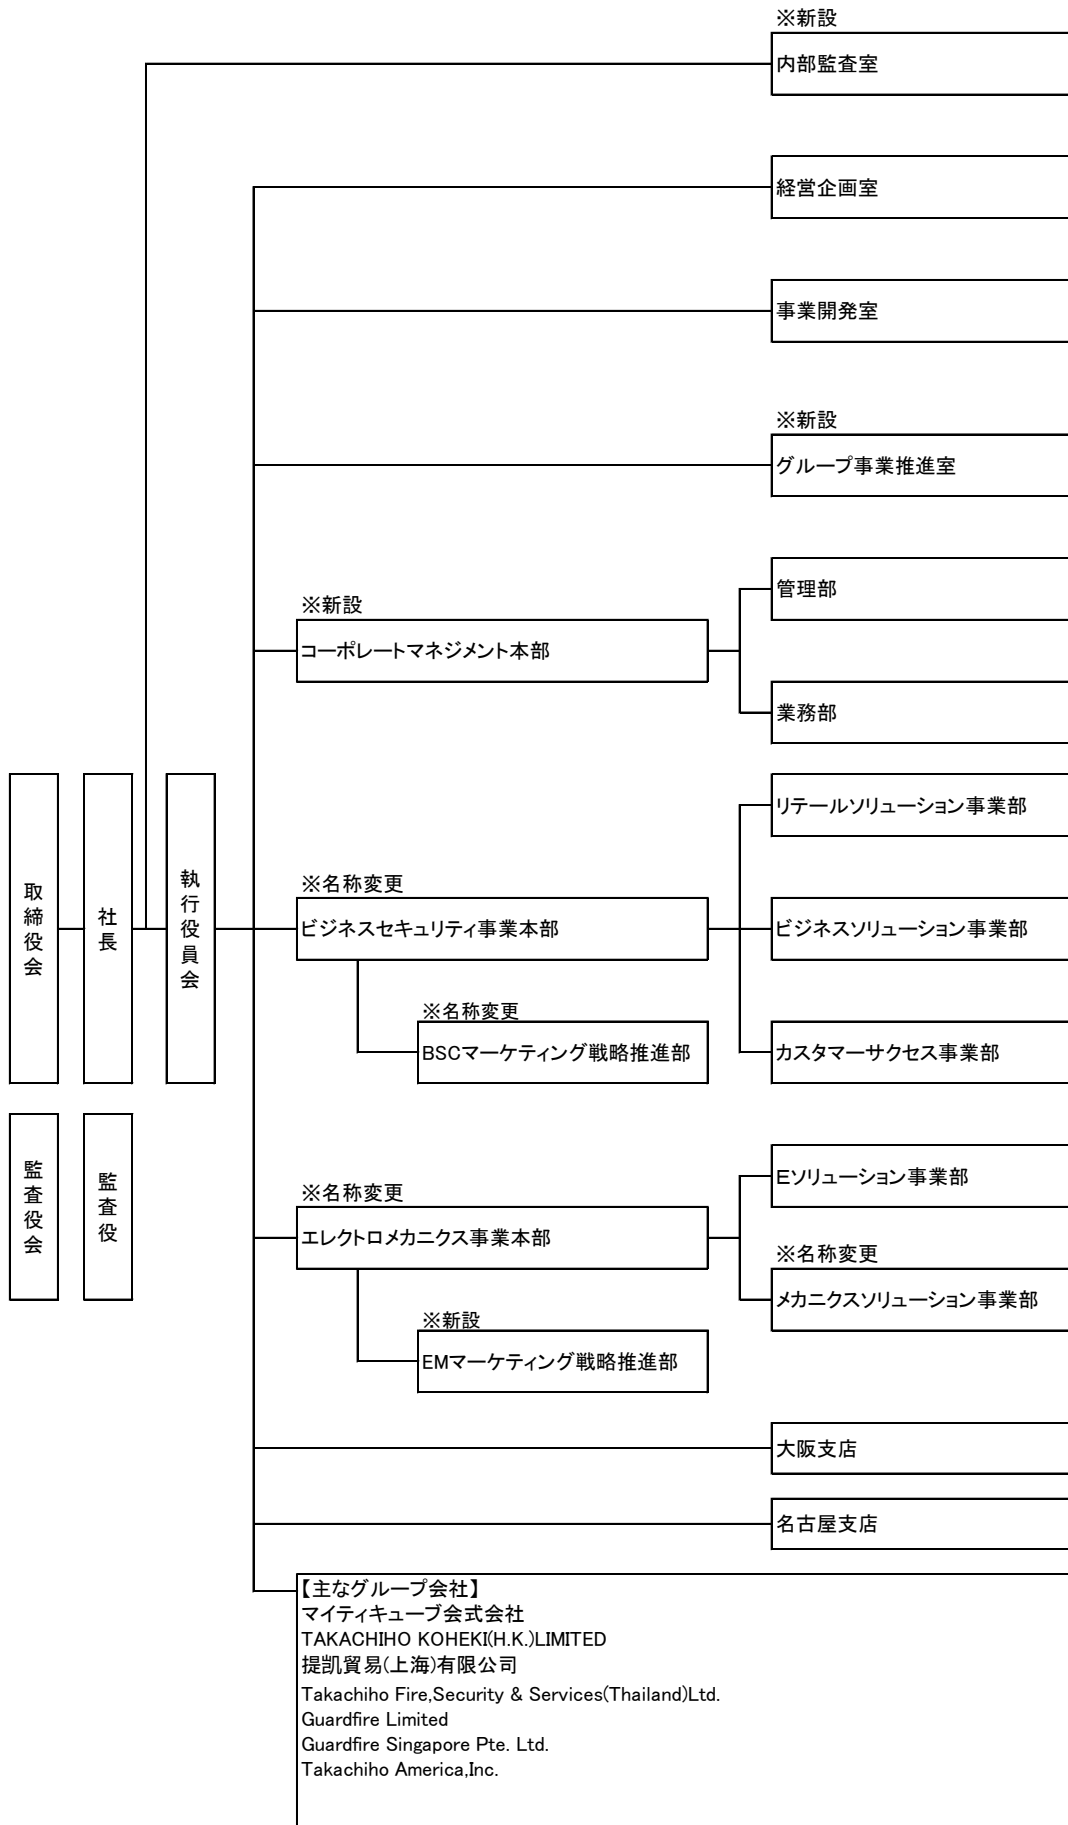 ※新設
内部監査室
経営企画室
事業開発室
※新設
グループ事業推進室
管理部
※新設
コーポレートマネジメント本部
業務部
取締役会
社長
執行役員会
リテールソリューション事業部
※名称変更
ビジネスセキュリティ事業本部
ビジネスソリューション事業部
※名称変更
BSCマーケティング戦略推進部
カスタマーサクセス事業部
監査役会
監査役
Eソリューション事業部
※名称変更
エレクトロメカニクス事業本部
※名称変更
メカニクスソリューション事業部
※新設
EMマーケティング戦略推進部
大阪支店
名古屋支店
【主なグループ会社】
マイティキューブ会式会社
TAKACHIHO KOHEKI(H.K.)LIMITED
提凱貿易(上海)有限公司
Takachiho Fire,Security & Services(Thailand)Ltd.
Guardfire Limited
Guardfire Singapore Pte. Ltd.
Takachiho America,Inc.